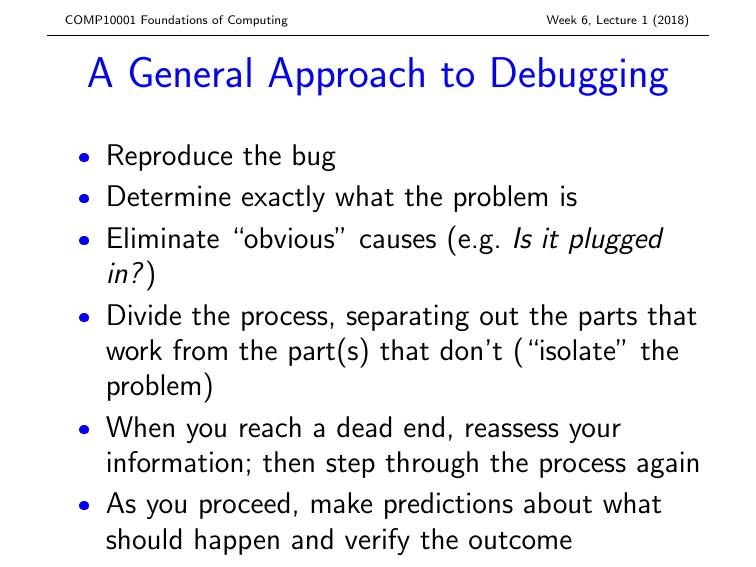 COMP10001 Foundations of Computing
Week 6, Lecture 1 (2018)
A General Approach to Debugging
• Reproduce the bug
• Determine exactly what the problem is
• Eliminate “obvious” causes (e.g. Is it plugged
in?)
• Divide the process, separating out the parts that
work from the part(s) that don't (“isolate” the
problem)
• When you reach a dead end, reassess your
information; then step through the process again
• As you proceed, make predictions about what
should happen and verify the outcome